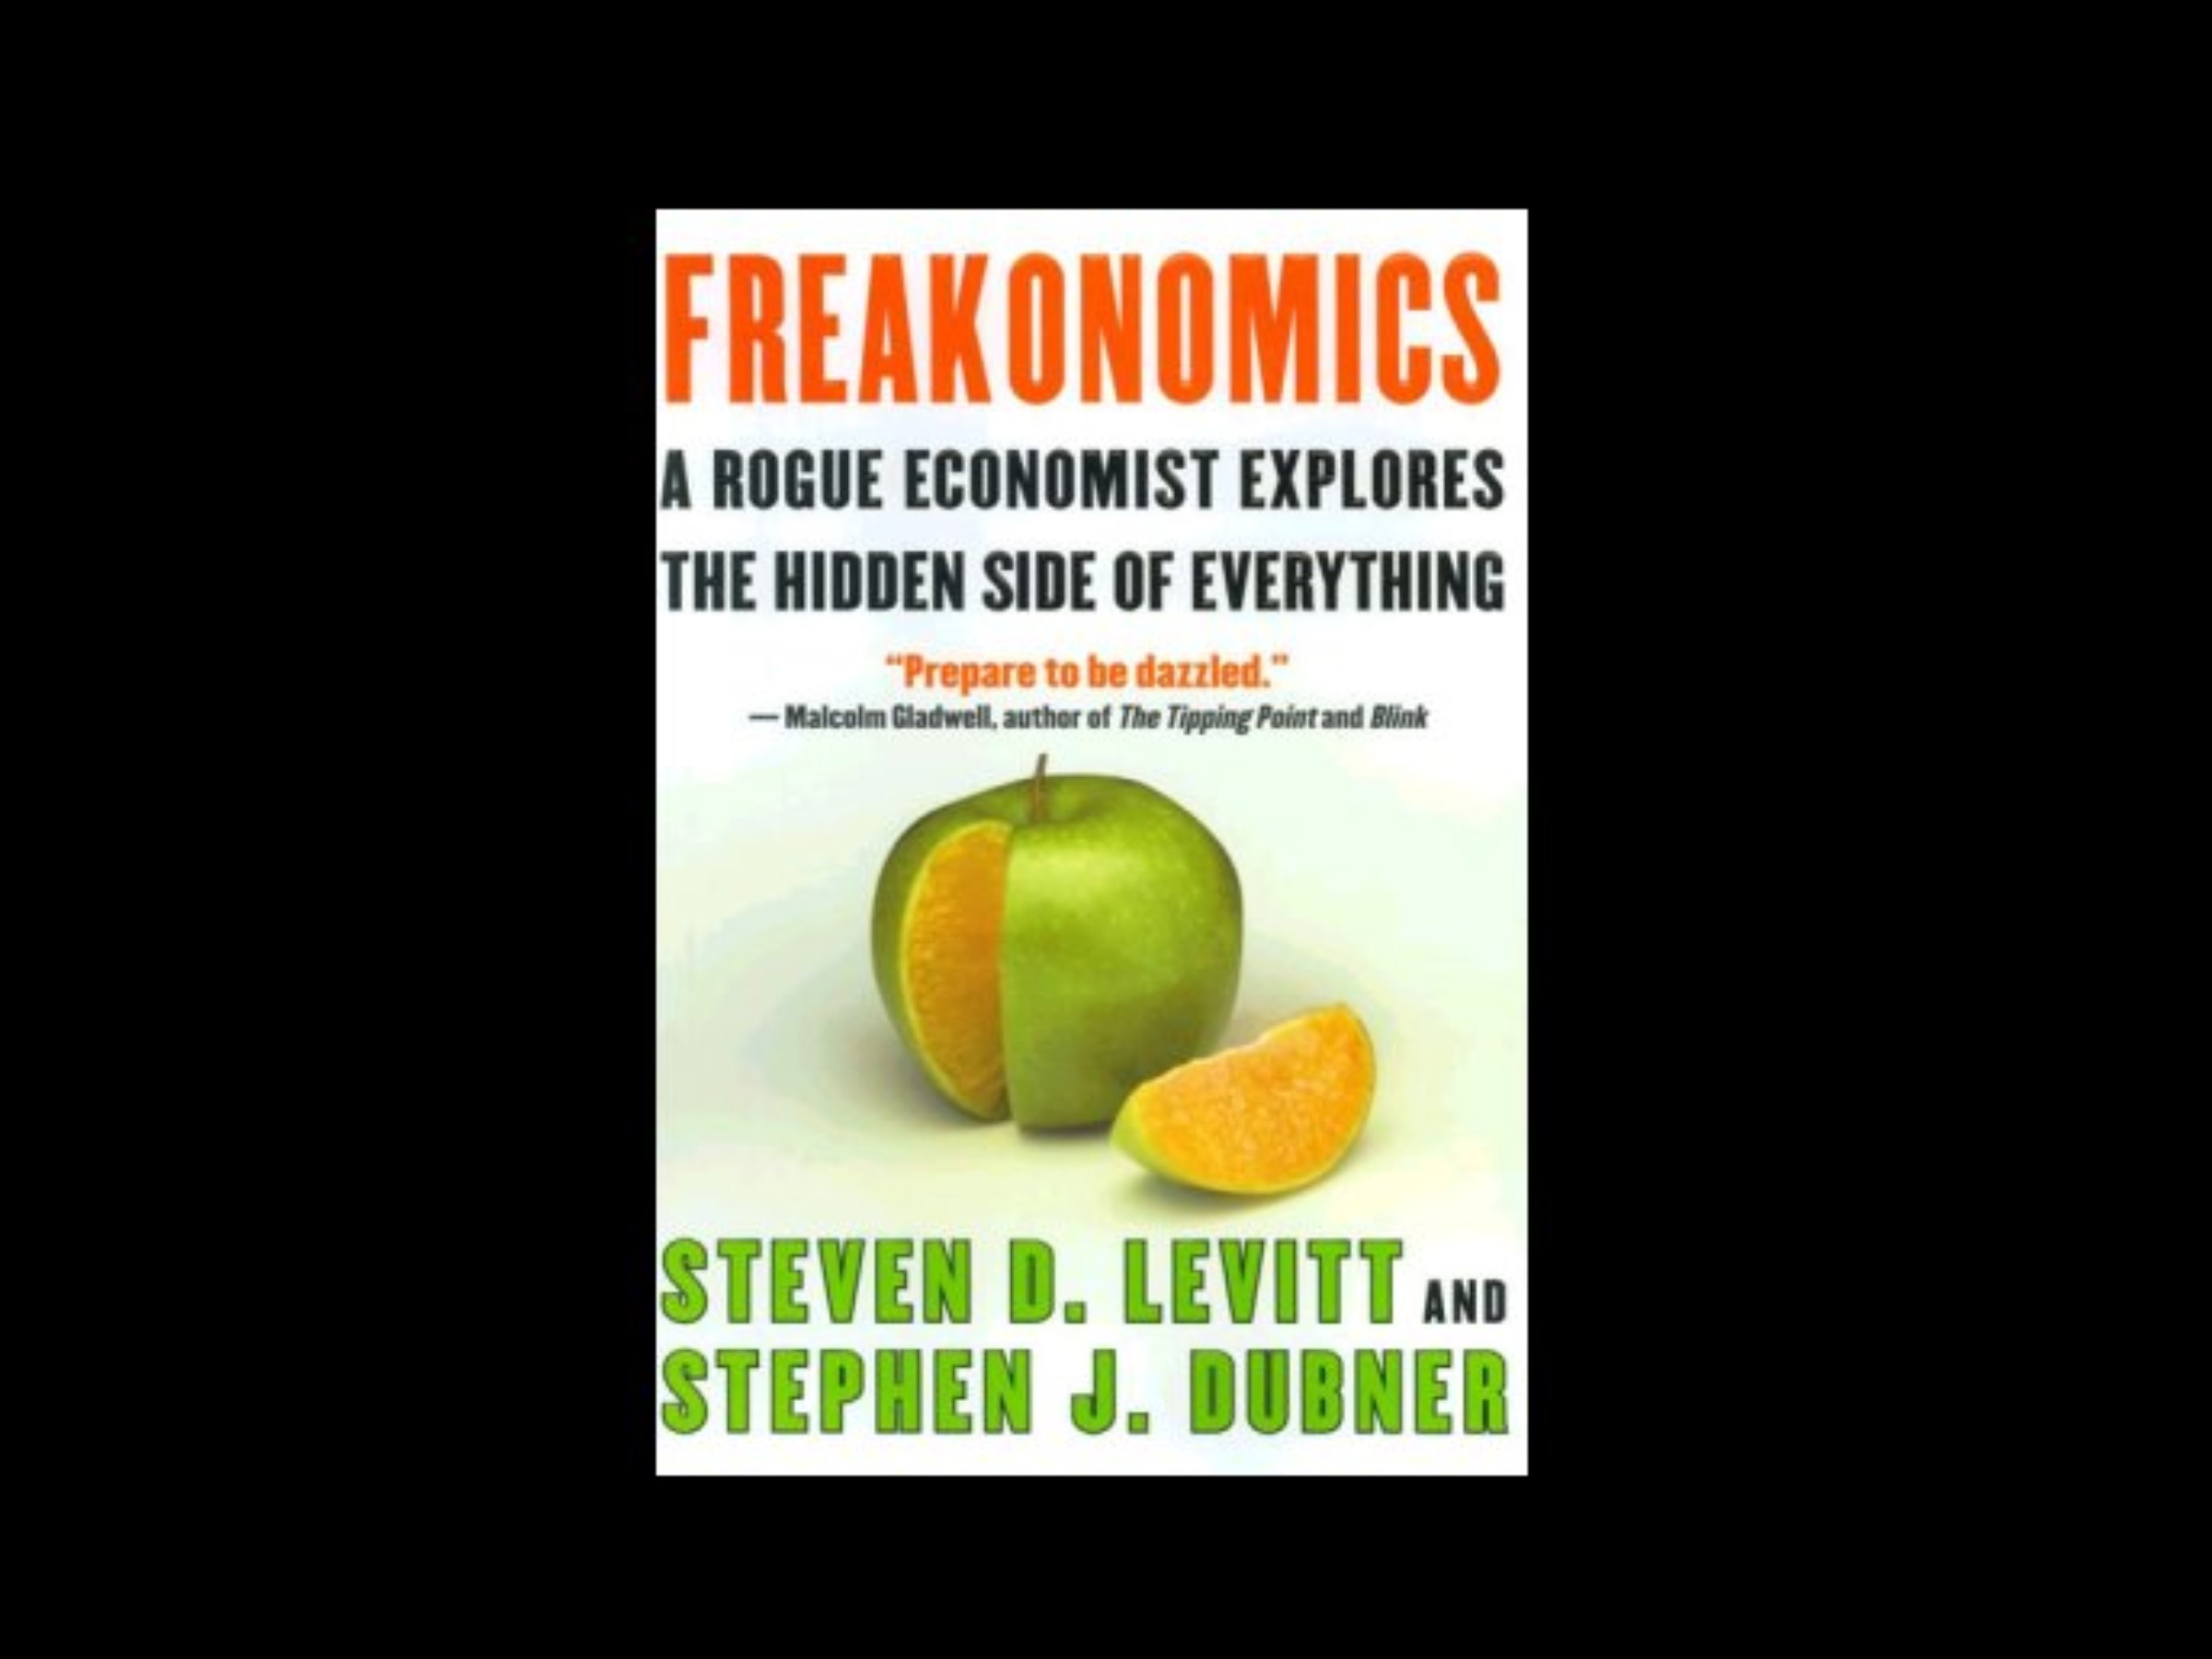 FREAKONOMICS
A ROGUE ECONOMIST EXPLORES
THE HIDDEN SIDE OF EVERYTHING
“Prepare to be dazzled.”
— Malcolm Gladwell, author of The Tipping Point and Blink
STEVEN D. LEVITT AND
STEPHEN J. DUBNER